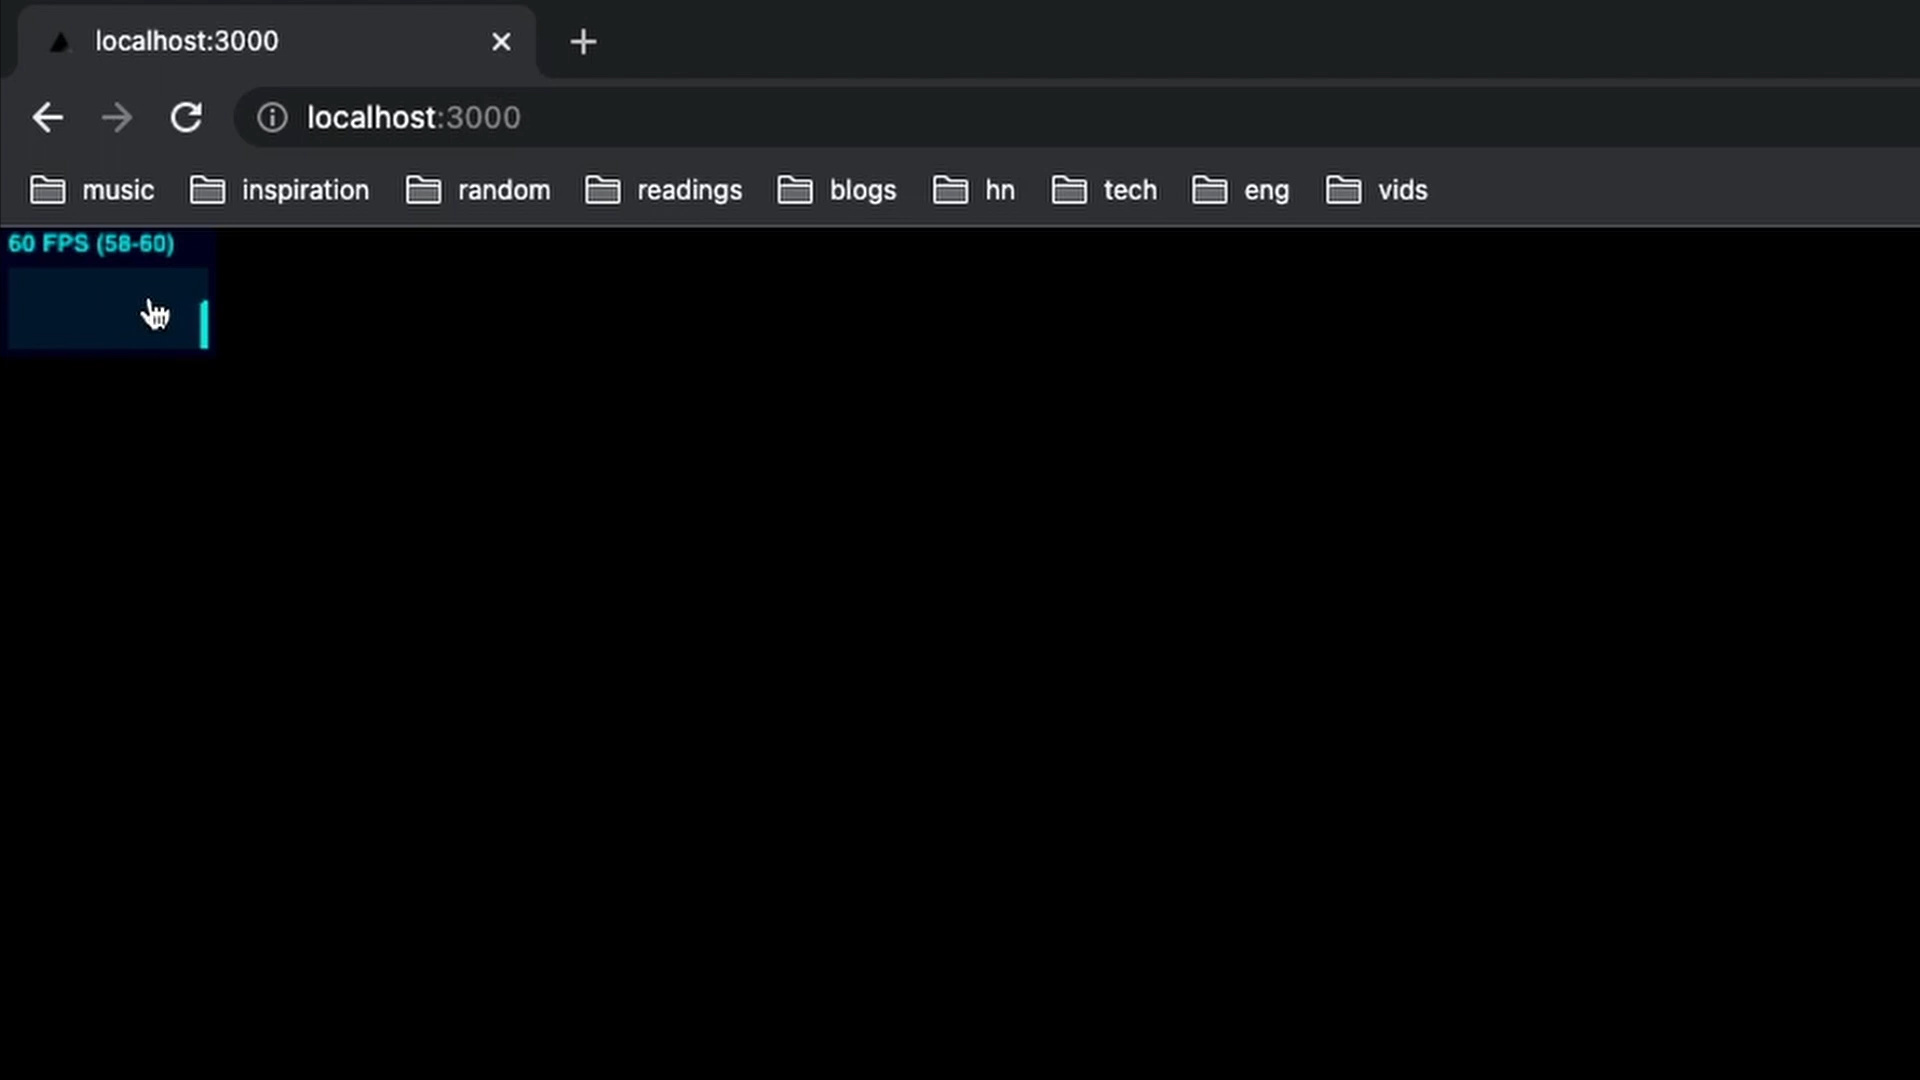 localhost:3000
localhost:3000
music inspiration random readings blogs hn tech eng vids
60 FPS (58-60)